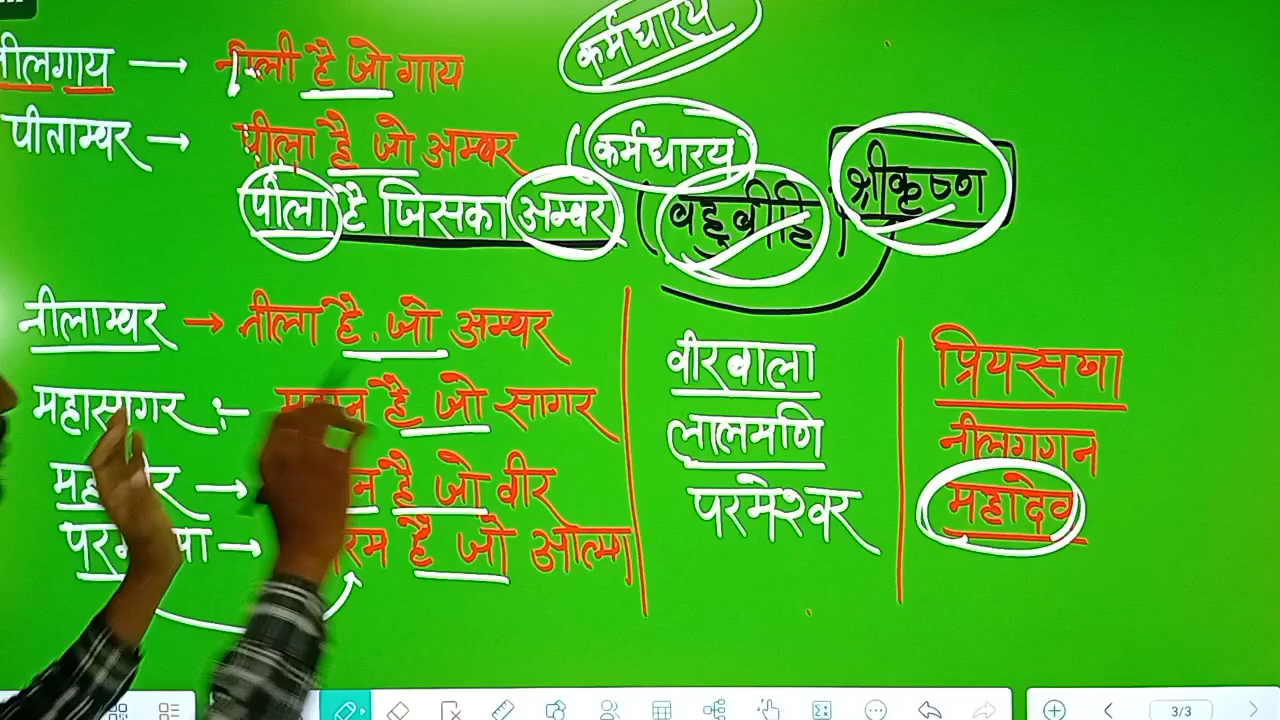 कर्मधारय
नीलगाय → नीली है जो गाय
पीताम्बर → पीला है जो अम्बर (कर्मधारय)
पीला है जिसका अम्बर (बहूव्रीहि) श्रीकृष्ण
नीलाम्बर → नीला है जो अम्बर
महासागर :- महान है जो सागर
है जो वीर
है जो आत्मा
वीरबाला
लालमणि
परमेश्वर
प्रियसखा
नीलगगन
महादेव
3/3